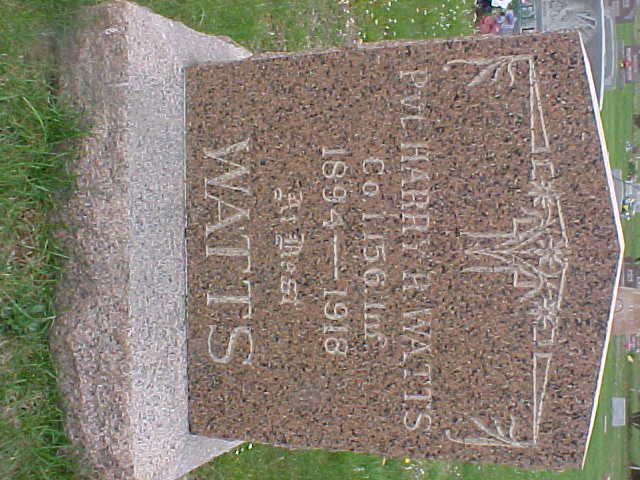 PVT. HARRY WATTS
Co. I 156 Inf.
1894—1918
At Rest
WATTS